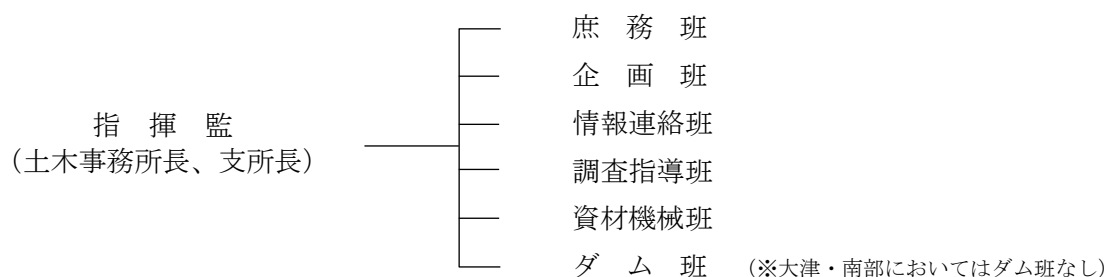 庶務班
企画班
情報連絡班
指揮監
(土木事務所長、支所長)
調査指導班
資材機械班
ダム班 (※大津・南部においてはダム班なし)